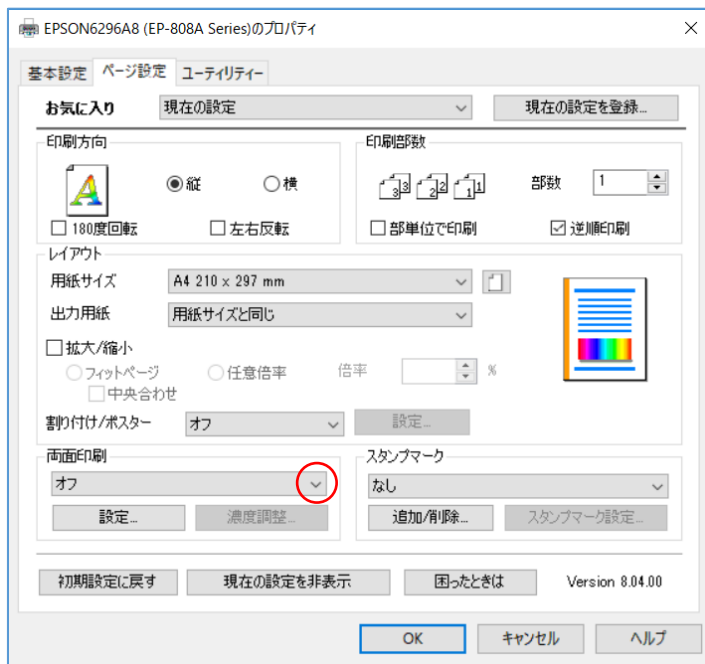 EPSON6296A8 (EP-808A Series)のプロパティ
基本設定 ページ設定 ユーティリティー
お気に入り 現在の設定 現在の設定を登録...
印刷方向 印刷部数
縦 横 3 3 2 2 1 1 部数 1
180度回転 左右反転 部単位で印刷 逆順印刷
レイアウト
用紙サイズ A4 210 x 297 mm
出力用紙 用紙サイズと同じ
拡大/縮小
フィットページ 任意倍率 倍率 %
中央合わせ
割り付け/ポスター オフ 設定...
両面印刷 スタンプマーク
オフ なし
設定... 濃度調整... 追加/削除... スタンプマーク設定...
初期設定に戻す 現在の設定を非表示 困ったときは Version 8.04.00
OK キャンセル ヘルプ